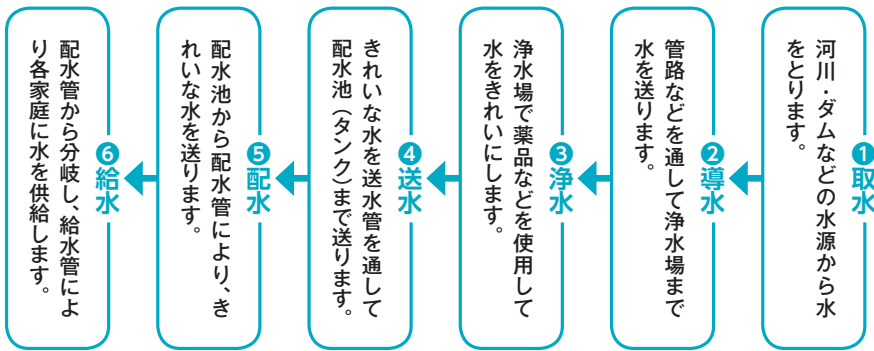 ❶取水
河川・ダムなどの水源から水
をとります。
❷導水
管路などを通して浄水場まで
水を送ります。
❸浄水
浄水場で薬品などを使用して
水をきれいにします。
❹送水
きれいな水を送水管を通して
配水池（タンク）まで送ります。
❺配水
配水池から配水管により、き
れいな水を送ります。
❻給水
配水管から分岐し、給水管によ
り各家庭に水を供給します。